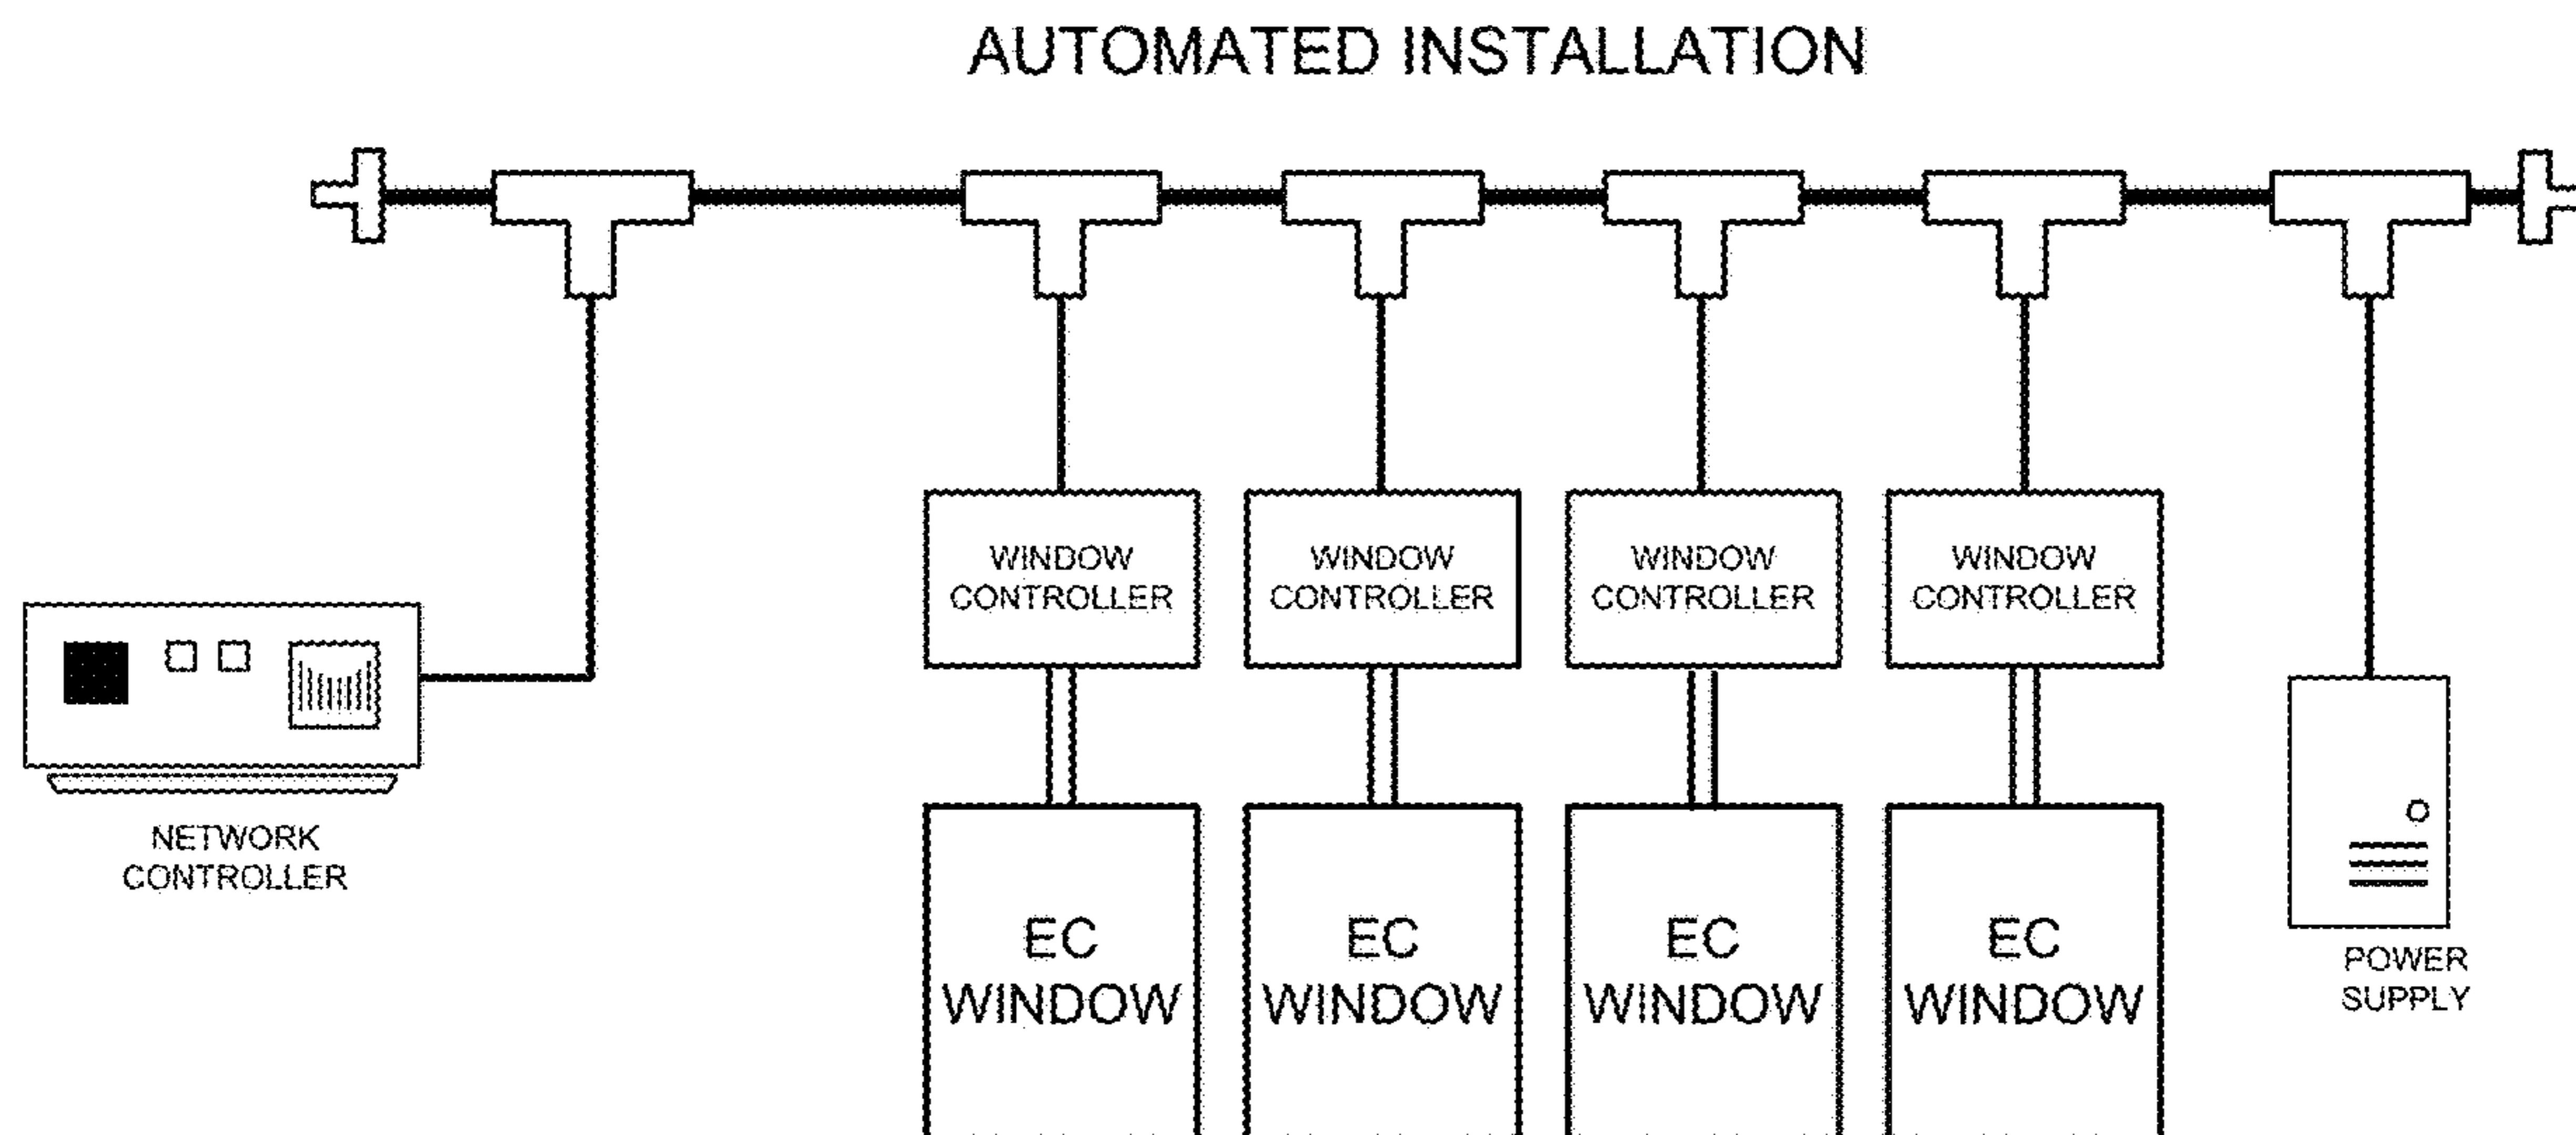 AUTOMATED INSTALLATION
WINDOW
CONTROLLER
WINDOW
CONTROLLER
WINDOW
CONTROLLER
WINDOW
CONTROLLER
NETWORK
CONTROLLER
EC
WINDOW
EC
WINDOW
EC
WINDOW
EC
WINDOW
POWER
SUPPLY